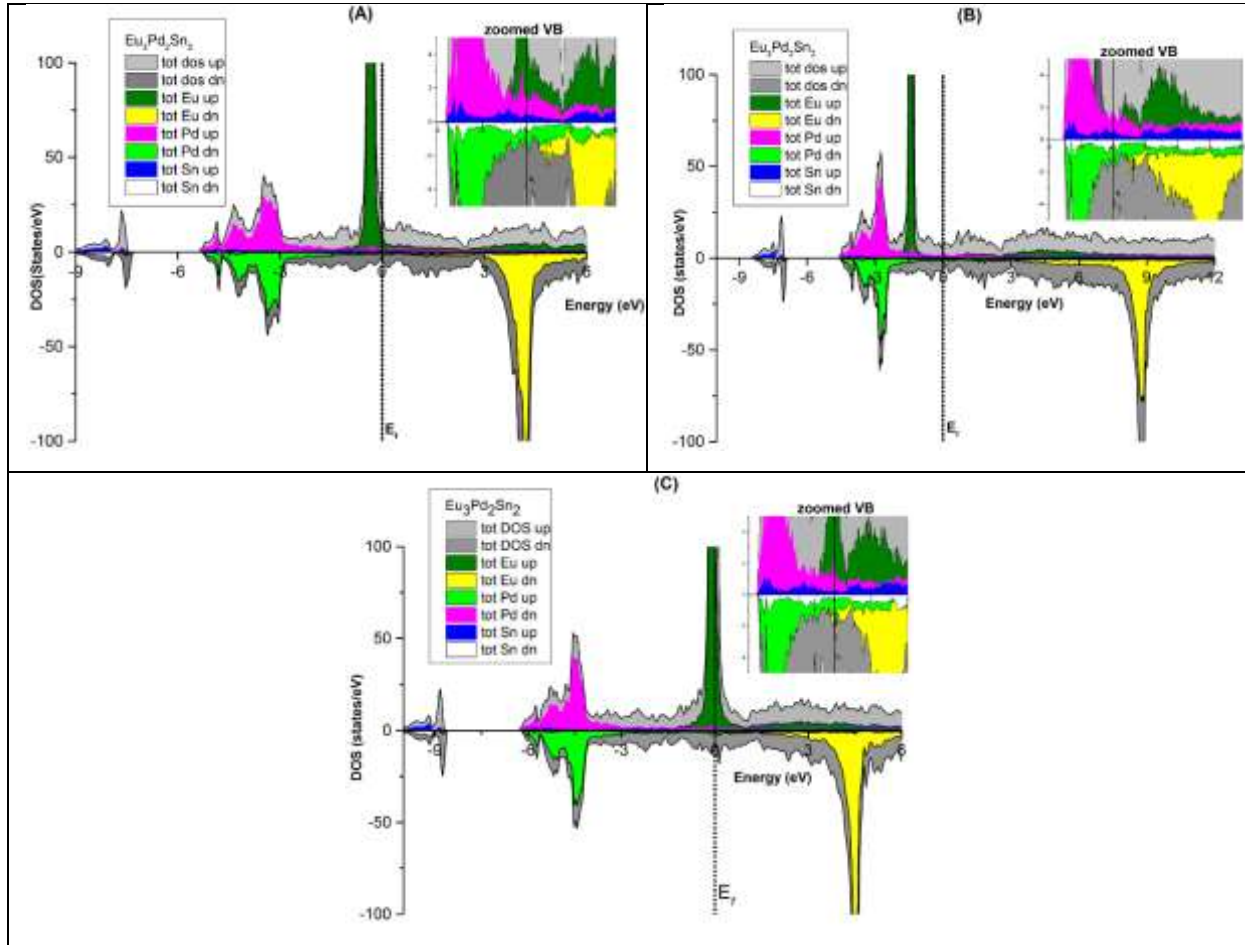 (A)
Eu3Pd2Sn2
tot dos up
tot dos dn
tot Eu up
tot Eu dn
tot Pd up
tot Pd dn
tot Sn up
tot Sn dn
zoomed VB
DOS(States/eV)
100
50
0
-50
-100
-9
-6
-3
0
3
6
Energy (eV)
(B)
Eu3Pd2Sn2
tot dos up
tot dos dn
tot Eu up
tot Eu dn
tot Pd up
tot Pd dn
tot Sn up
tot Sn dn
zoomed VB
DOS (states/eV)
100
50
0
-50
-100
-9
-6
-3
0
3
6
9
12
Energy (eV)
(C)
Eu3Pd2Sn2
tot DOS up
tot DOS dn
tot Eu up
tot Eu dn
tot Pd up
tot Pd dn
tot Sn up
tot Sn dn
zoomed VB
DOS (states/eV)
100
50
0
-50
-100
-9
-6
-3
0
3
6
Energy (eV)